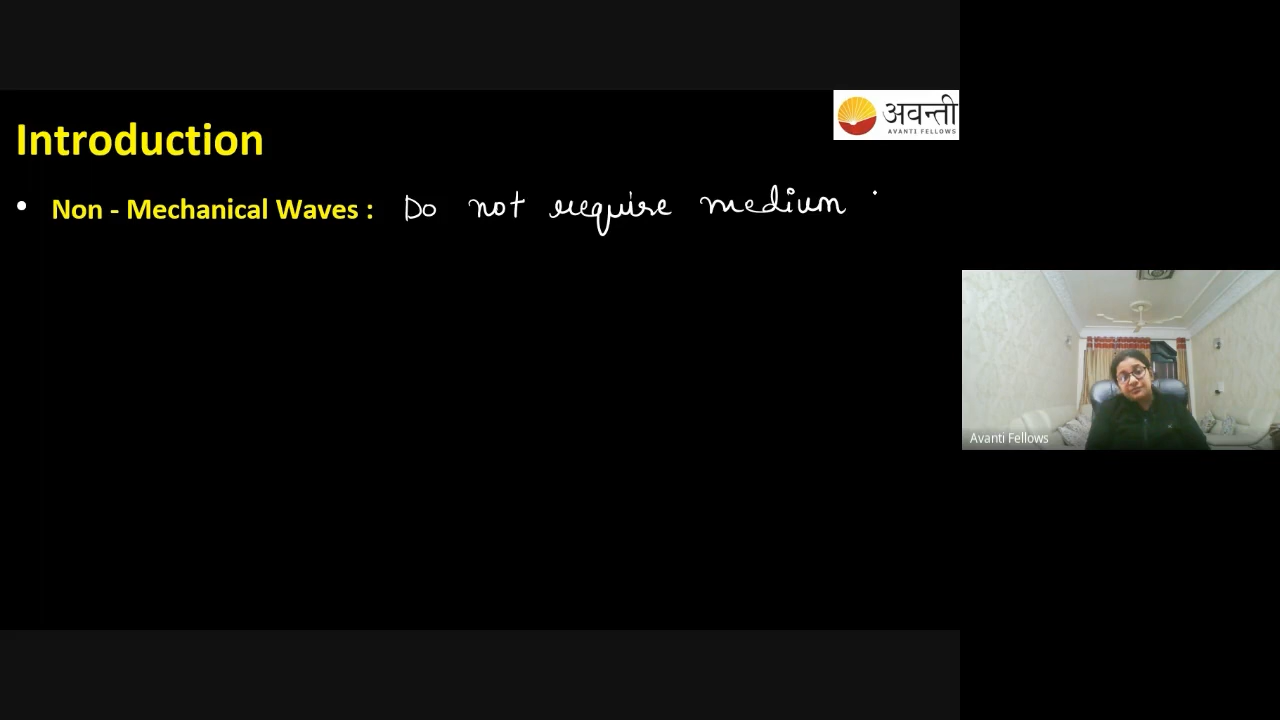 अवन्ती
AVANTI FELLOWS
Introduction
• Non - Mechanical Waves : Do not require medium .
Avanti Fellows